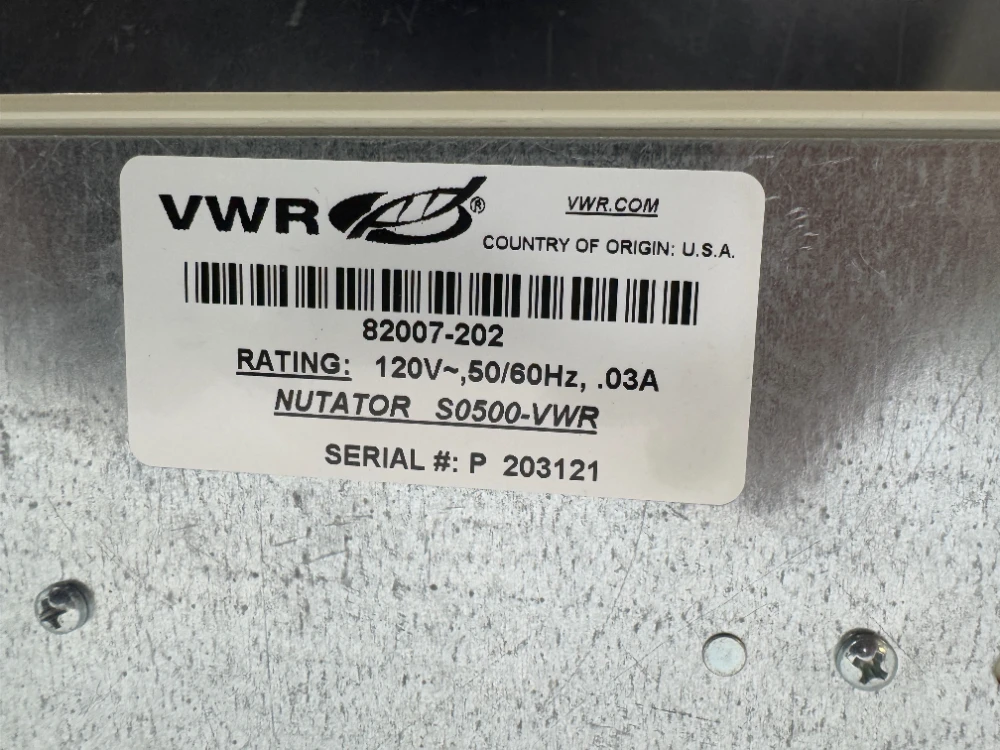 VWR®
VWR.COM
COUNTRY OF ORIGIN: U.S.A.
82007-202
RATING: 120V~,50/60Hz, .03A
NUTATOR S0500-VWR
SERIAL #: P 203121